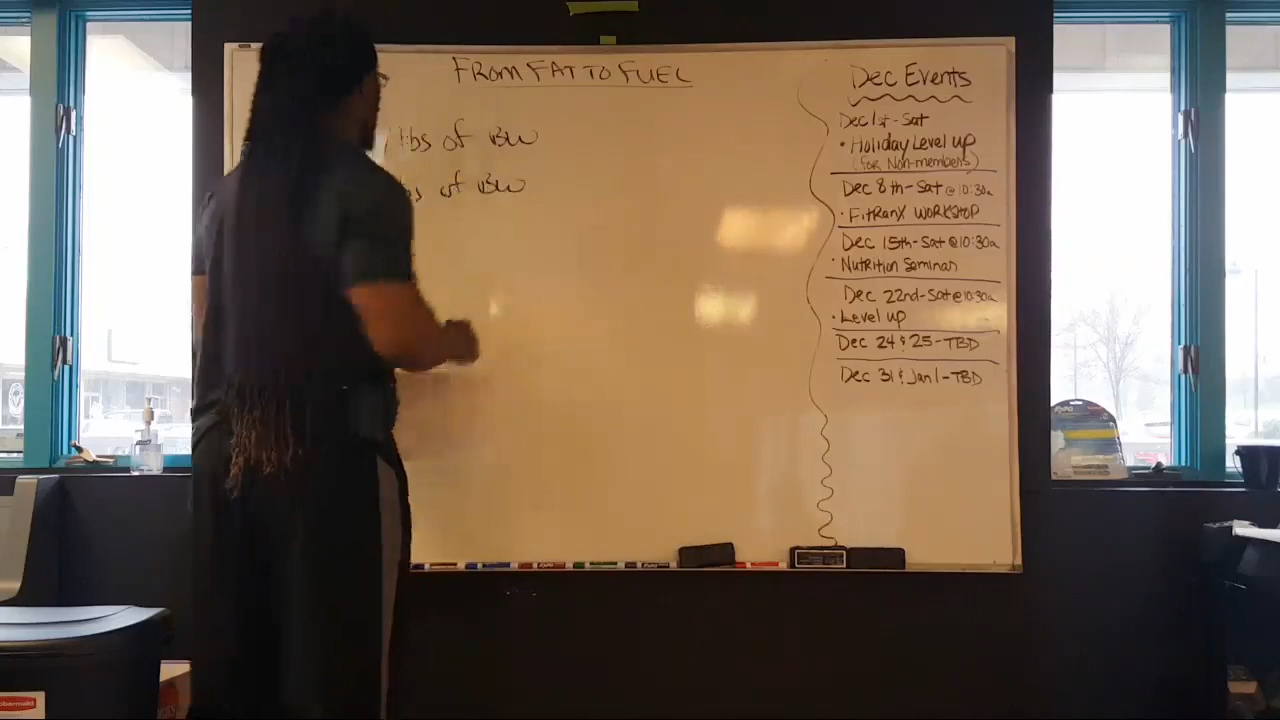 FROM FAT TO FUEL
lbs of BW
of BW
Dec Events
Dec 1st-Sat
• Holiday Level up
(for Non-members)
Dec 8th-Sat @ 10:30a
• FitRanX WORKSHOP
Dec 15th-Sat @ 10:30a
• Nutrition Seminar
Dec 22nd-Sat @ 10:30a
• Level up
Dec 24 & 25-TBD
Dec 31 & Jan 1-TBD
EXPO